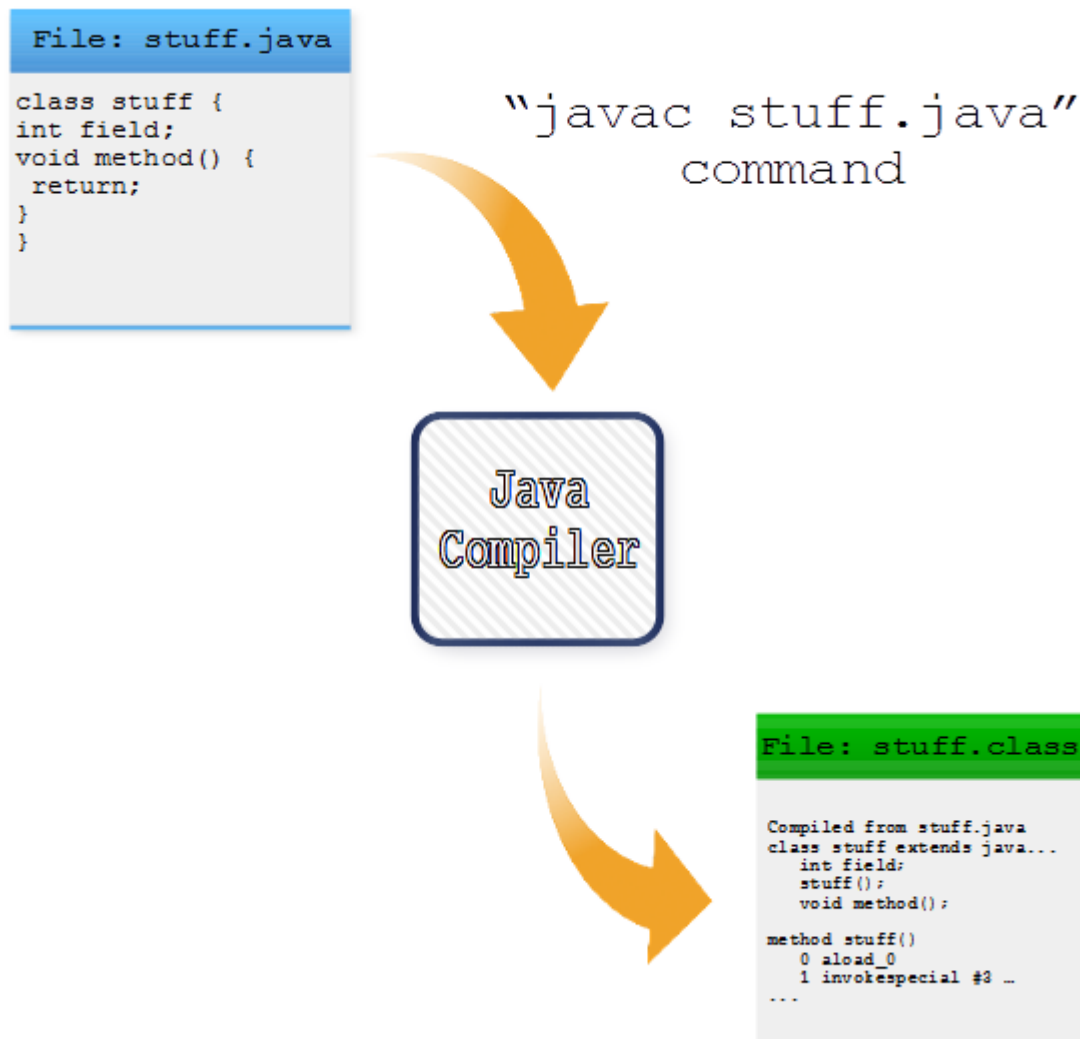 File: stuff.java
class stuff {
int field;
void method() {
 return;
}
}
“javac stuff.java”
command
Java
Compiler
File: stuff.class
Compiled from stuff.java
class stuff extends java...
   int field;
   stuff();
   void method();
method stuff()
   0 aload_0
   1 invokespecial #3 …
...